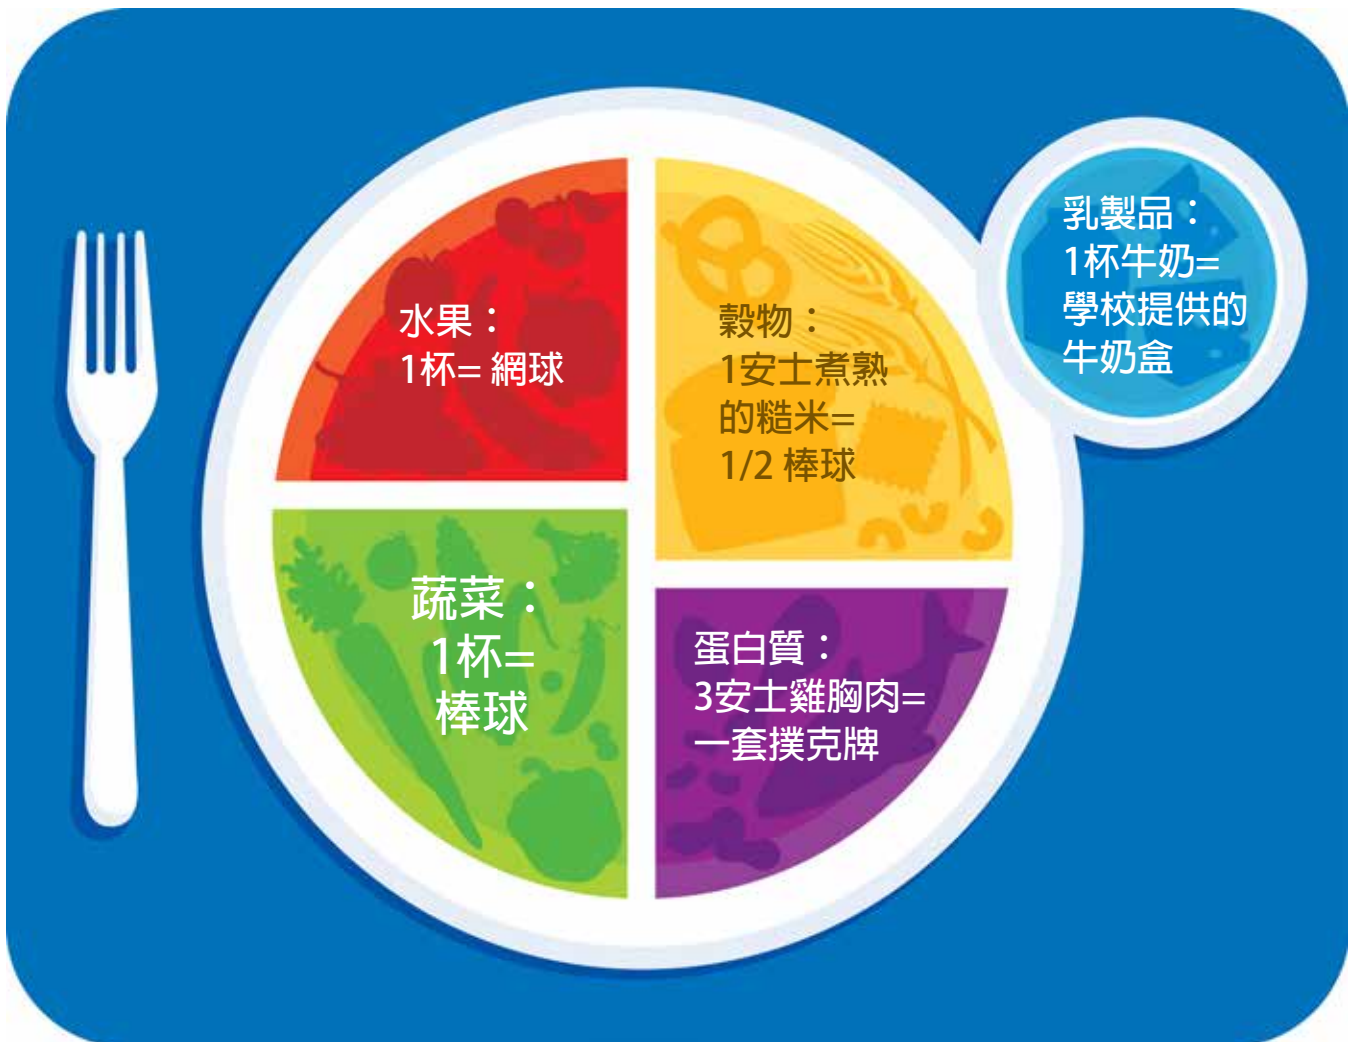 水果：
1杯= 網球
穀物：
1安士煮熟
的糙米=
1/2 棒球
乳製品：
1杯牛奶=
學校提供的
牛奶盒
蔬菜：
1杯=
棒球
蛋白質：
3安士雞胸肉=
一套撲克牌